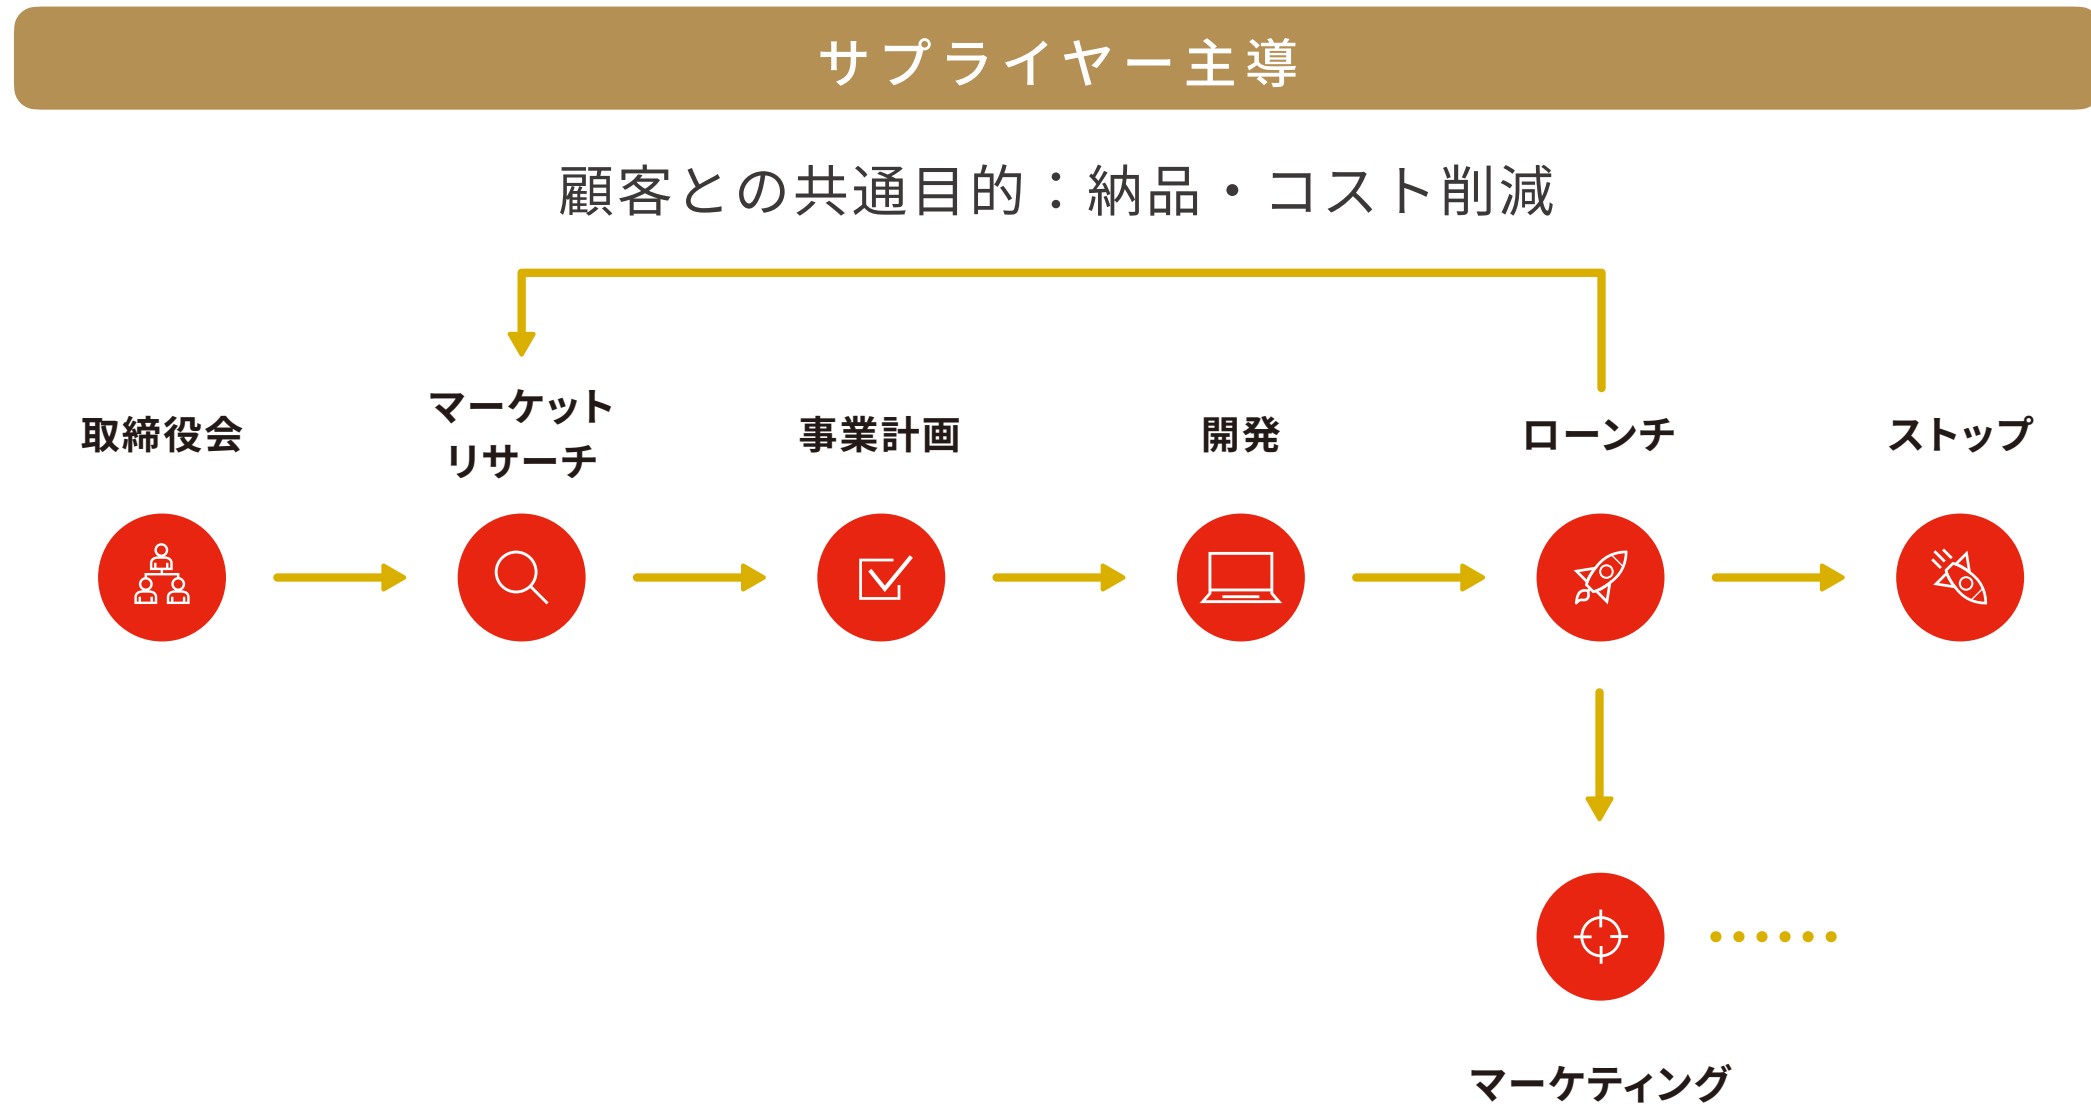 サプライヤー主導
顧客との共通目的：納品・コスト削減
取締役会
マーケット
リサーチ
事業計画
開発
ローンチ
ストップ
マーケティング